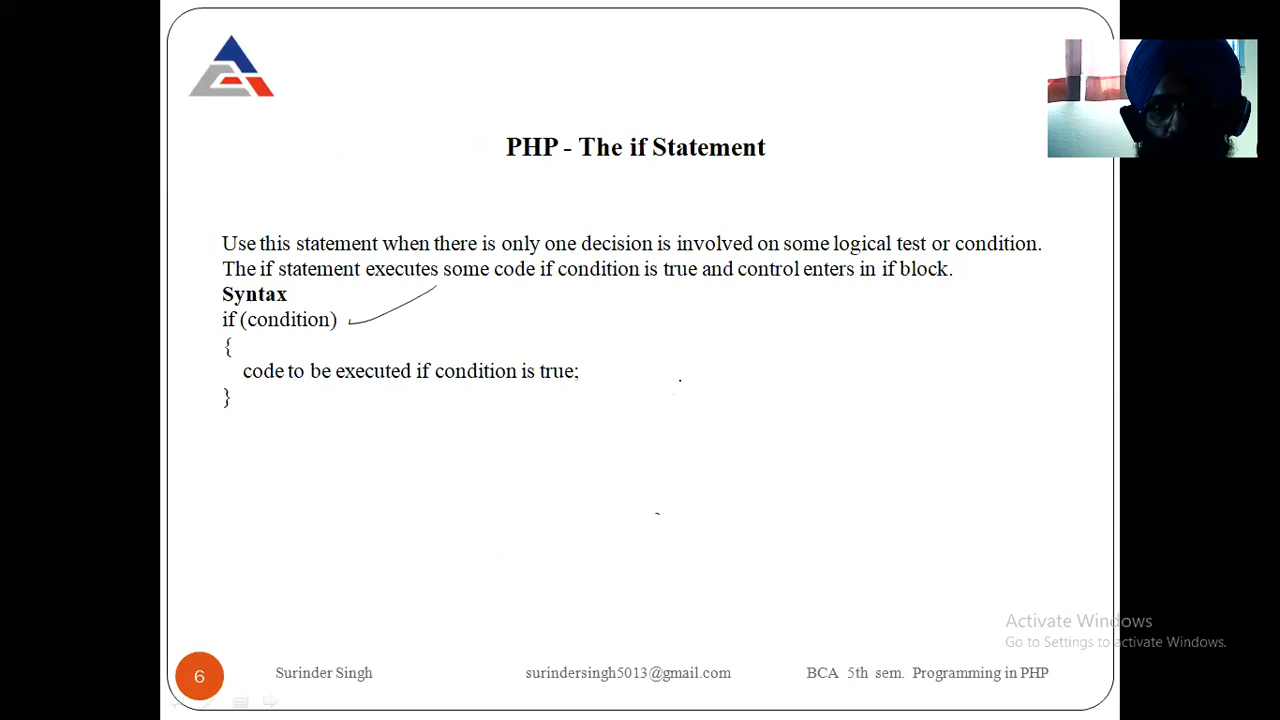 PHP - The if Statement
Use this statement when there is only one decision is involved on some logical test or condition.
The if statement executes some code if condition is true and control enters in if block.
Syntax
if (condition)
{
code to be executed if condition is true;
}
Activate Windows
Go to Settings to activate Windows.
6 Surinder Singh surindersingh5013@gmail.com BCA 5th sem. Programming in PHP